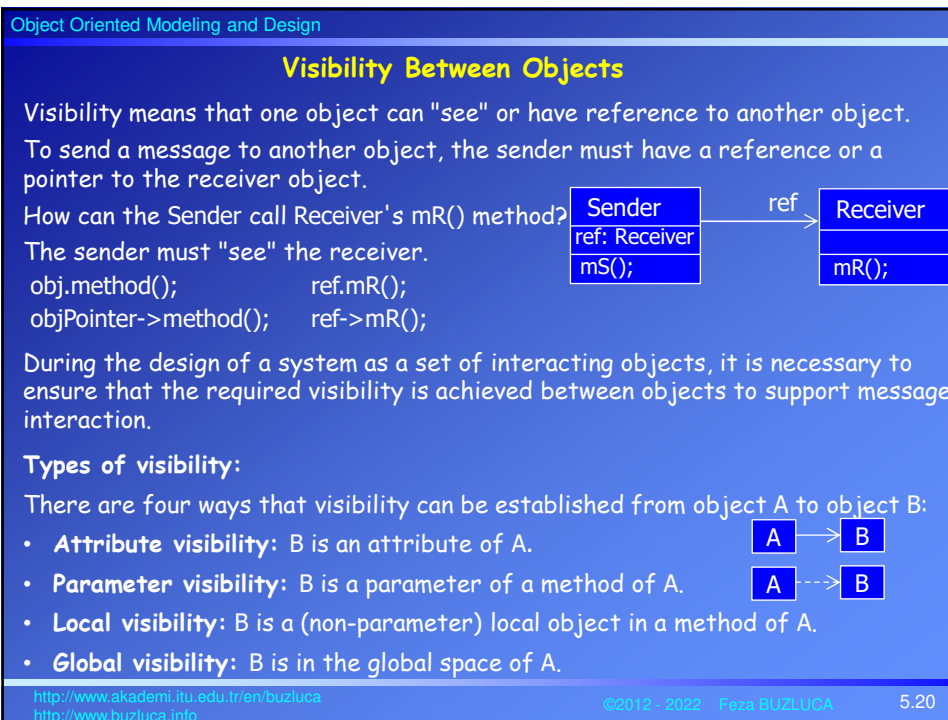 Object Oriented Modeling and Design
Visibility Between Objects
Visibility means that one object can "see" or have reference to another object.
To send a message to another object, the sender must have a reference or a
pointer to the receiver object.
How can the Sender call Receiver's mR() method?
The sender must "see" the receiver.
obj.method(); ref.mR();
objPointer->method(); ref->mR();
Sender
ref: Receiver
mS();
ref
Receiver
mR();
During the design of a system as a set of interacting objects, it is necessary to
ensure that the required visibility is achieved between objects to support message
interaction.
Types of visibility:
There are four ways that visibility can be established from object A to object B:
• Attribute visibility: B is an attribute of A.
A B
• Parameter visibility: B is a parameter of a method of A.
A B
• Local visibility: B is a (non-parameter) local object in a method of A.
• Global visibility: B is in the global space of A.
http://www.akademi.itu.edu.tr/en/buzluca
http://www.buzluca.info
©2012 - 2022 Feza BUZLUCA 5.20